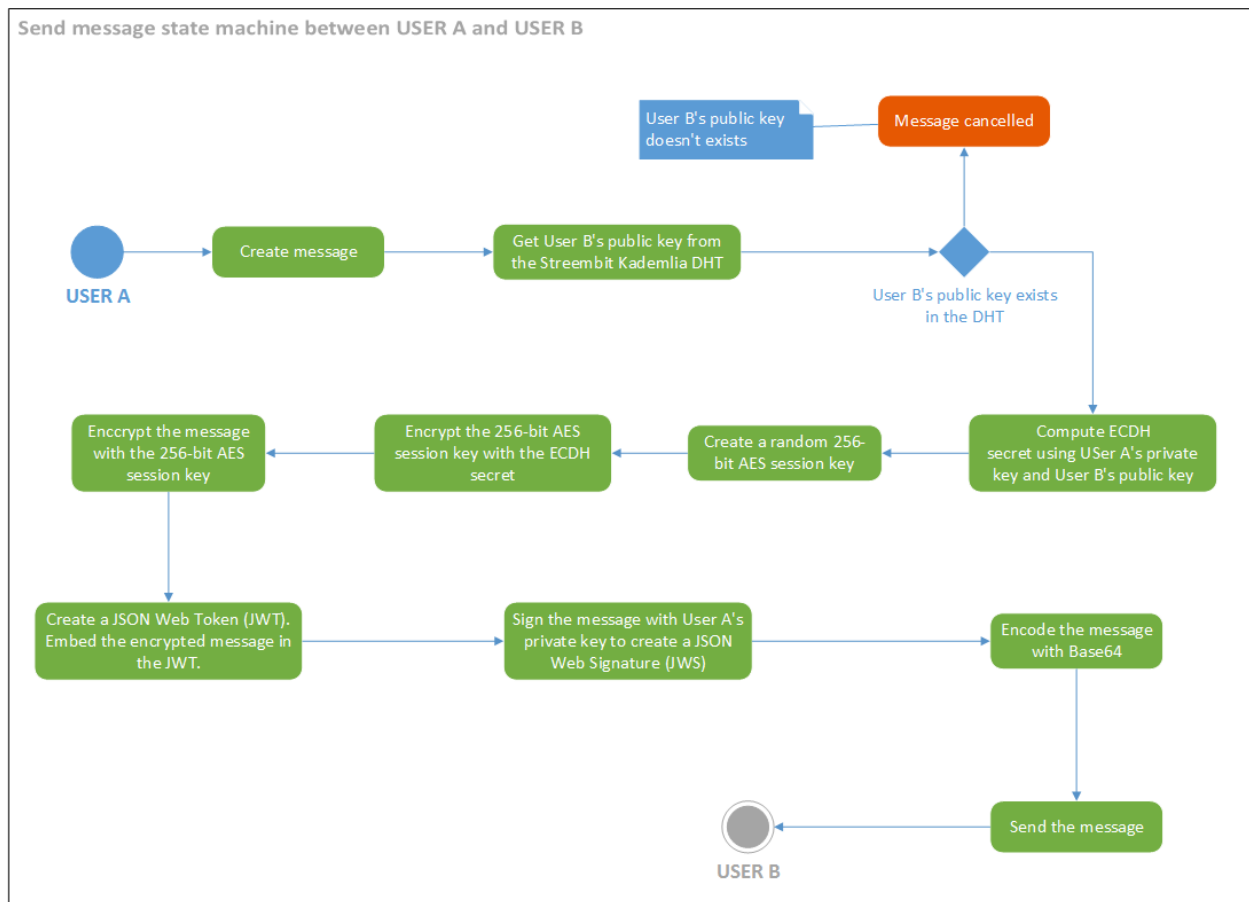 Send message state machine between USER A and USER B
User B's public key
doesn't exists
Message cancelled
USER A
Create message
Get User B's public key from
the Streembit Kademlia DHT
User B's public key exists
in the DHT
Enccrypt the message
with the 256-bit AES
session key
Encrypt the 256-bit AES
session key with the ECDH
secret
Create a random 256-
bit AES session key
Compute ECDH
secret using USer A's private
key and User B's public key
Create a JSON Web Token (JWT).
Embed the encrypted message in
the JWT.
Sign the message with User A's
private key to create a JSON
Web Signature (JWS)
Encode the message
with Base64
Send the message
USER B